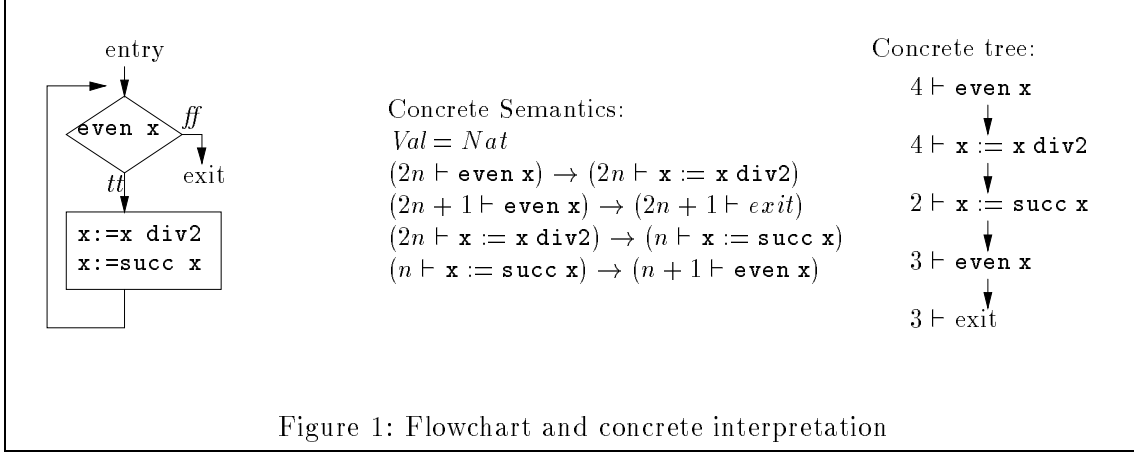 entry
even x
ff
exit
tt
x:=x div2
x:=succ x
Concrete Semantics:
Val = Nat
(2n ⊢ even x) → (2n ⊢ x := x div2)
(2n + 1 ⊢ even x) → (2n + 1 ⊢ exit)
(2n ⊢ x := x div2) → (n ⊢ x := succ x)
(n ⊢ x := succ x) → (n + 1 ⊢ even x)
Concrete tree:
4 ⊢ even x
4 ⊢ x := x div2
2 ⊢ x := succ x
3 ⊢ even x
3 ⊢ exit
Figure 1: Flowchart and concrete interpretation